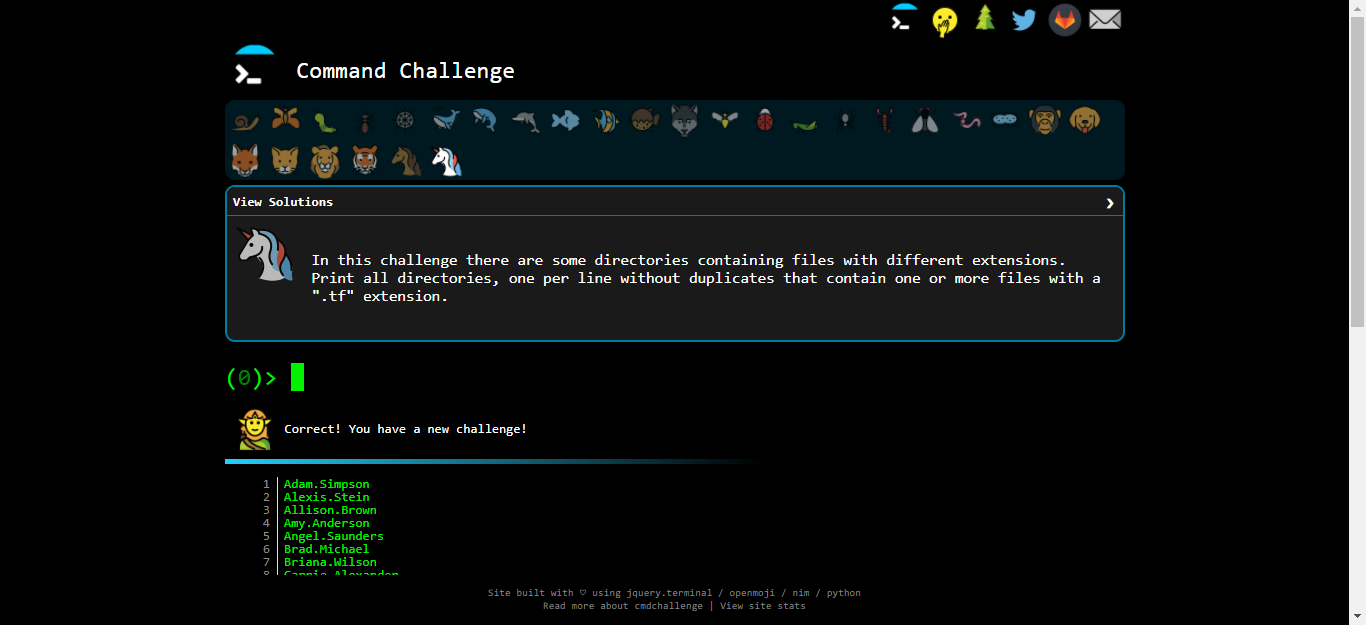 Command Challenge
View Solutions
In this challenge there are some directories containing files with different extensions.
Print all directories, one per line without duplicates that contain one or more files with a
".tf" extension.
(0)>
Correct! You have a new challenge!
1 Adam.Simpson
2 Alexis.Stein
3 Allison.Brown
4 Amy.Anderson
5 Angel.Saunders
6 Brad.Michael
7 Briana.Wilson
8 Carrie.Alexander
Site built with ♡ using jquery.terminal / openmoji / nim / python
Read more about cmdchallenge | View site stats